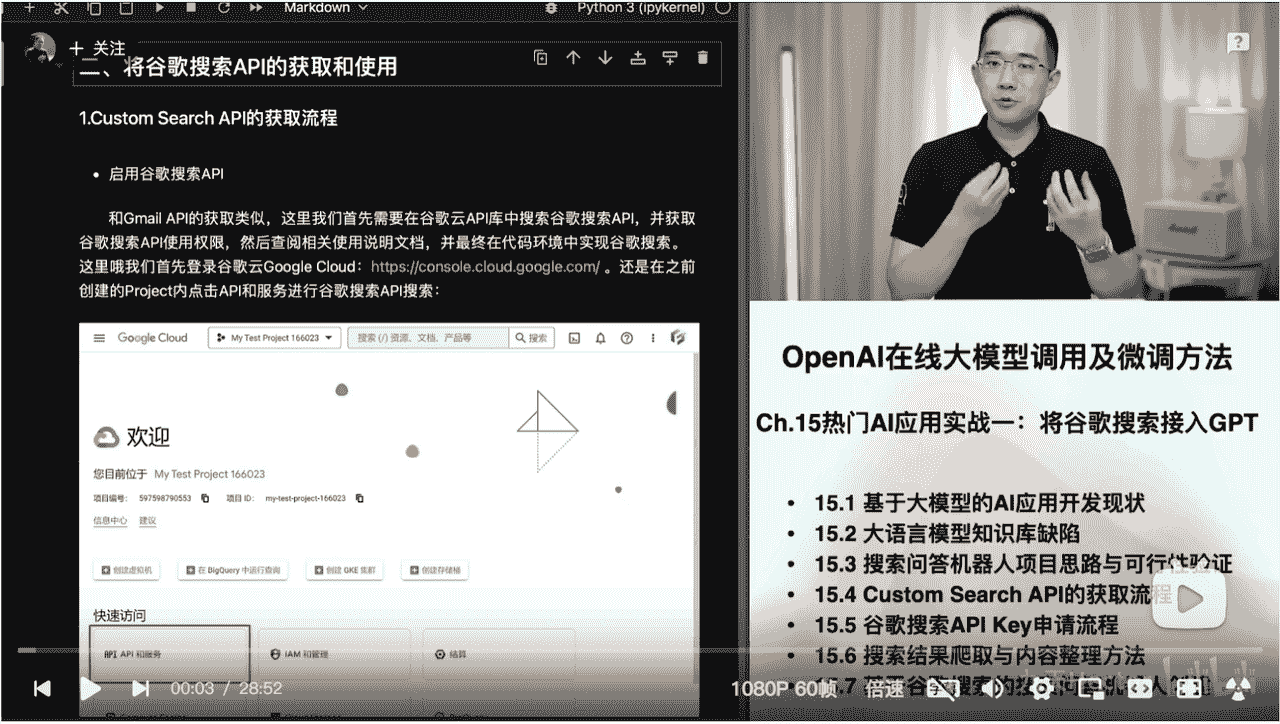 Markdown
Python 3 (ipykernel)
+ 关注
二、将谷歌搜索API的获取和使用
1.Custom Search API的获取流程
• 启用谷歌搜索API
和Gmail API的获取类似，这里我们首先需要在谷歌云API库中搜索谷歌搜索API，并获取
谷歌搜索API使用权限，然后查阅相关使用说明文档，并最终在代码环境中实现谷歌搜索。
这里哦我们首先登录谷歌云Google Cloud：https://console.cloud.google.com/ 。还是在之前
创建的Project内点击API和服务进行谷歌搜索API搜索：
Google Cloud
My Test Project 166023
搜索 (/) 资源、文档、产品等
搜索
欢迎
您目前位于 My Test Project 166023
项目编号： 597598790553 项目 ID： my-test-project-166023
信息中心 建议
创建虚拟机
在 BigQuery 中运行查询
创建 GKE 集群
创建存储桶
快速访问
API API 和服务
IAM 和管理
结算
00:03 / 28:52
OpenAI在线大模型调用及微调方法
Ch.15热门AI应用实战一：将谷歌搜索接入GPT
• 15.1 基于大模型的AI应用开发现状
• 15.2 大语言模型知识库缺陷
• 15.3 搜索问答机器人项目思路与可行性验证
• 15.4 Custom Search API的获取流程
• 15.5 谷歌搜索API Key申请流程
• 15.6 搜索结果爬取与内容整理方法
1080P 60帧
倍速